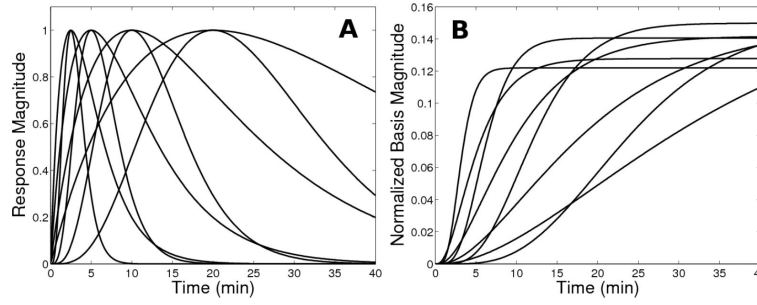 A
Response Magnitude
1
0.8
0.6
0.4
0.2
0
0 5 10 15 20 25 30 35 40
Time (min)
B
Normalized Basis Magnitude
0.16
0.14
0.12
0.1
0.08
0.06
0.04
0.02
0
0 5 10 15 20 25 30 35 40
Time (min)